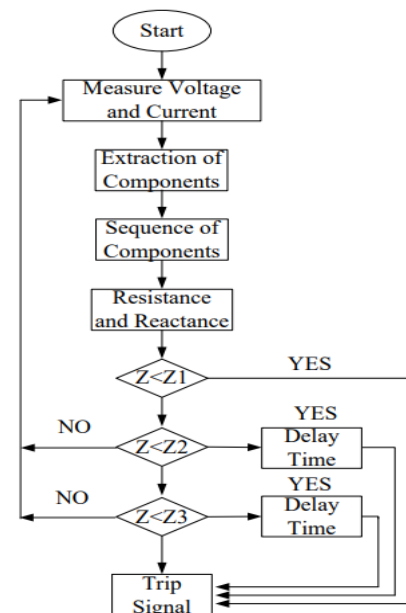 Start
Measure Voltage
and Current
Extraction of
Components
Sequence of
Components
Resistance
and Reactance
Z<Z1
YES
NO
Z<Z2
YES
Delay
Time
NO
Z<Z3
YES
Delay
Time
Trip
Signal